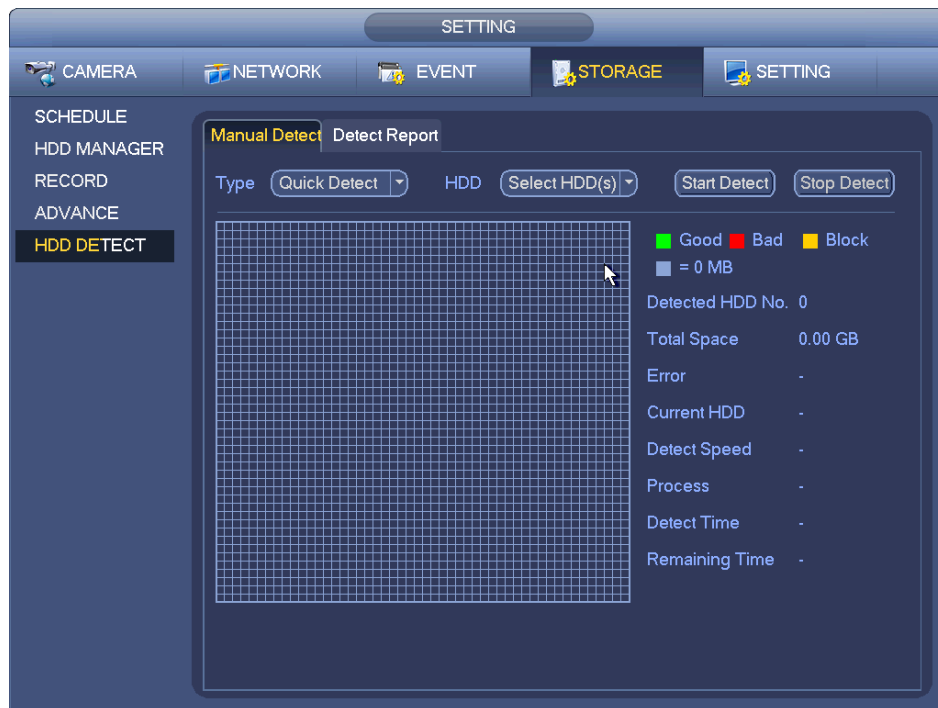 SETTING
CAMERA NETWORK EVENT STORAGE SETTING
SCHEDULE
HDD MANAGER
RECORD
ADVANCE
HDD DETECT
Manual Detect Detect Report
Type Quick Detect HDD Select HDD(s) Start Detect Stop Detect
Good Bad Block
= 0 MB
Detected HDD No. 0
Total Space 0.00 GB
Error -
Current HDD -
Detect Speed -
Process -
Detect Time -
Remaining Time -